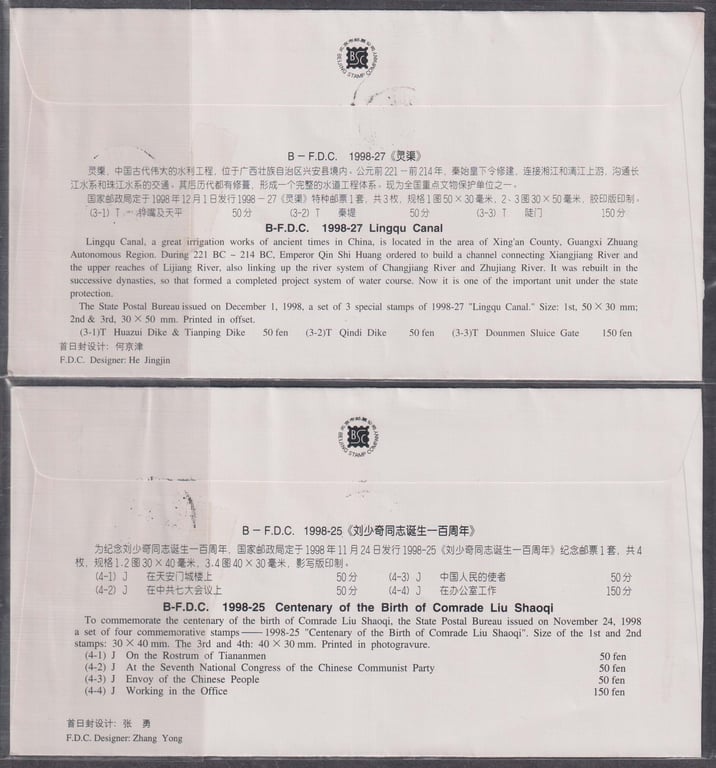 北京市邮票公司
BSC
BEIJING STAMP COMPANY
B-F.D.C. 1998-27《灵渠》
灵渠，中国古代伟大的水利工程，位于广西壮族自治区兴安县境内。公元前221-前214年，秦始皇下令修建，连接湘江和漓江上游，沟通长
江水系和珠江水系的交通。其后历代都有修葺，形成一个完整的水道工程体系。现为全国重点文物保护单位之一。
国家邮政局定于1998年12月1日发行1998-27《灵渠》特种邮票1套，共3枚，规格1图50×30毫米，2、3图30×50毫米，胶印版印制。
(3-1) T 铧嘴及天平 50分 (3-2) T 秦堤 50分 (3-3) T 陡门 150分
B-F.D.C. 1998-27 Lingqu Canal
Lingqu Canal, a great irrigation works of ancient times in China, is located in the area of Xing'an County, Guangxi Zhuang
Autonomous Region. During 221 BC - 214 BC, Emperor Qin Shi Huang ordered to build a channel connecting Xiangjiang River and
the upper reaches of Lijiang River, also linking up the river system of Changjiang River and Zhujiang River. It was rebuilt in the
successive dynasties, so that formed a completed project system of water course. Now it is one of the important unit under the state
protection.
The State Postal Bureau issued on December 1, 1998, a set of 3 special stamps of 1998-27 "Lingqu Canal." Size: 1st, 50×30 mm;
2nd & 3rd, 30×50 mm. Printed in offset.
(3-1)T Huazui Dike & Tianping Dike 50 fen (3-2)T Qindi Dike 50 fen (3-3)T Dounmen Sluice Gate 150 fen
首日封设计：何京津
F.D.C. Designer: He Jingjin
北京市邮票公司
BSC
BEIJING STAMP COMPANY
B-F.D.C. 1998-25《刘少奇同志诞生一百周年》
为纪念刘少奇同志诞生一百周年，国家邮政局定于1998年11月24日发行1998-25《刘少奇同志诞生一百周年》纪念邮票1套，共4
枚，规格1、2图30×40毫米，3、4图40×30毫米，影写版印制。
(4-1) J 在天安门城楼上 50分 (4-3) J 中国人民的使者 50分
(4-2) J 在中共七大会议上 50分 (4-4) J 在办公室工作 150分
B-F.D.C. 1998-25 Centenary of the Birth of Comrade Liu Shaoqi
To commemorate the centenary of the birth of Comrade Liu Shaoqi, the State Postal Bureau issued on November 24, 1998
a set of four commemorative stamps—— 1998-25 "Centenary of the Birth of Comrade Liu Shaoqi". Size of the 1st and 2nd
stamps: 30×40 mm. The 3rd and 4th: 40×30 mm. Printed in photogravure.
(4-1) J On the Rostrum of Tiananmen 50 fen
(4-2) J At the Seventh National Congress of the Chinese Communist Party 50 fen
(4-3) J Envoy of the Chinese People 50 fen
(4-4) J Working in the Office 150 fen
首日封设计：张 勇
F.D.C. Designer: Zhang Yong